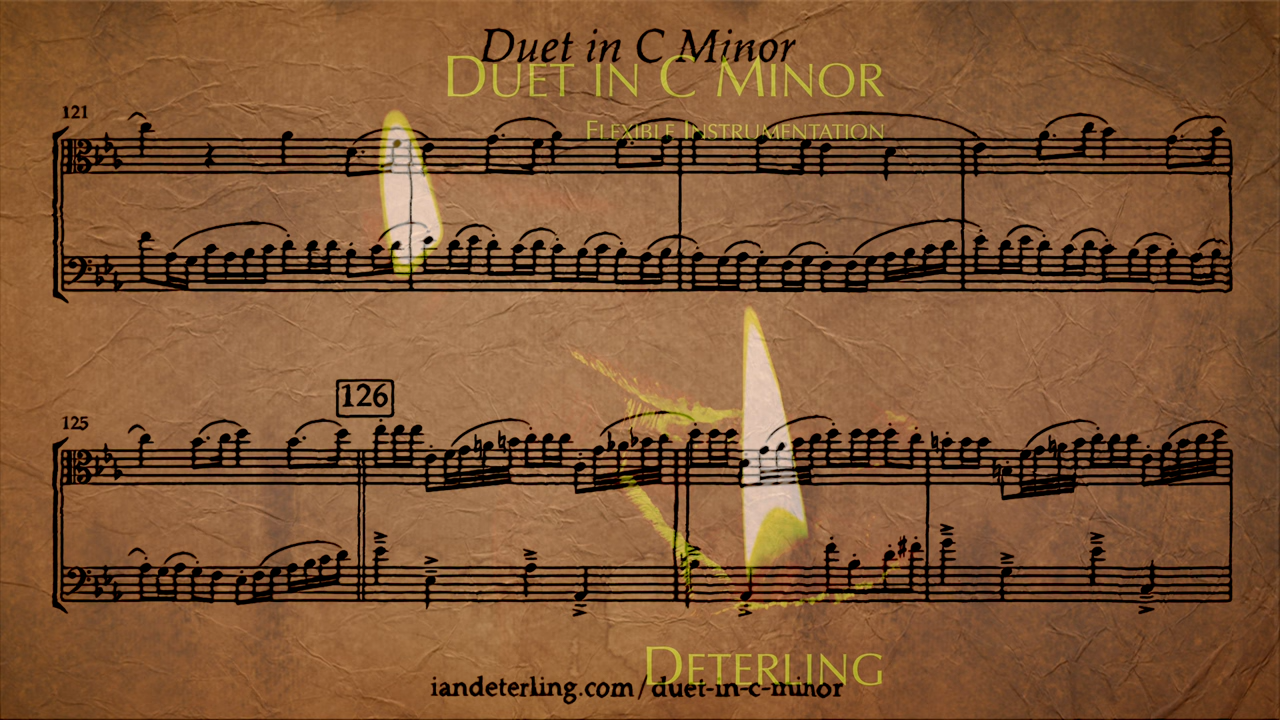 Duet in C Minor
DUET IN C MINOR
FLEXIBLE INSTRUMENTATION
121
126
125
DETERLING
iandeterling.com/duet-in-c-minor